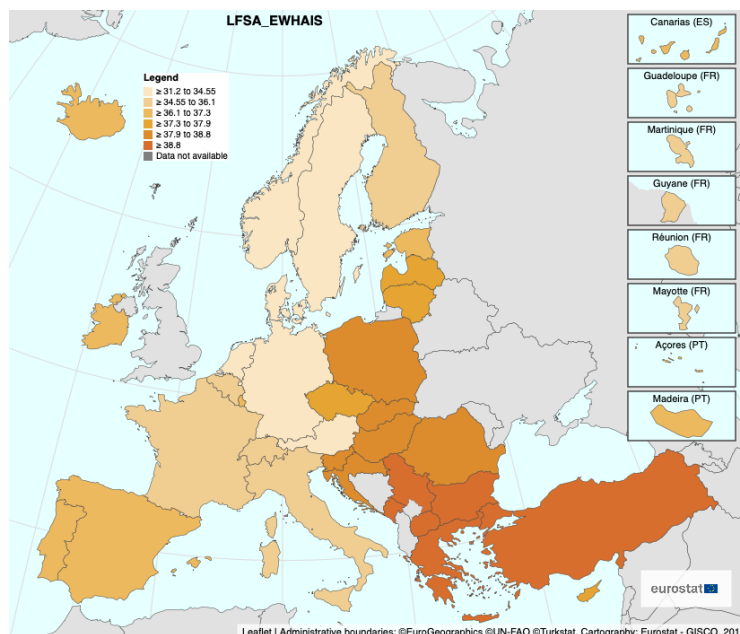 LFSA_EWHAIS
Legend
≥ 31.2 to 34.55
≥ 34.55 to 36.1
≥ 36.1 to 37.3
≥ 37.3 to 37.9
≥ 37.9 to 38.8
≥ 38.8
Data not available
Canarias (ES)
Guadeloupe (FR)
Martinique (FR)
Guyane (FR)
Réunion (FR)
Mayotte (FR)
Açores (PT)
Madeira (PT)
eurostat
Leaflet | Administrative boundaries: ©EuroGeographics ©UN-FAO ©Turkstat, Cartography: Eurostat - GISCO, 201